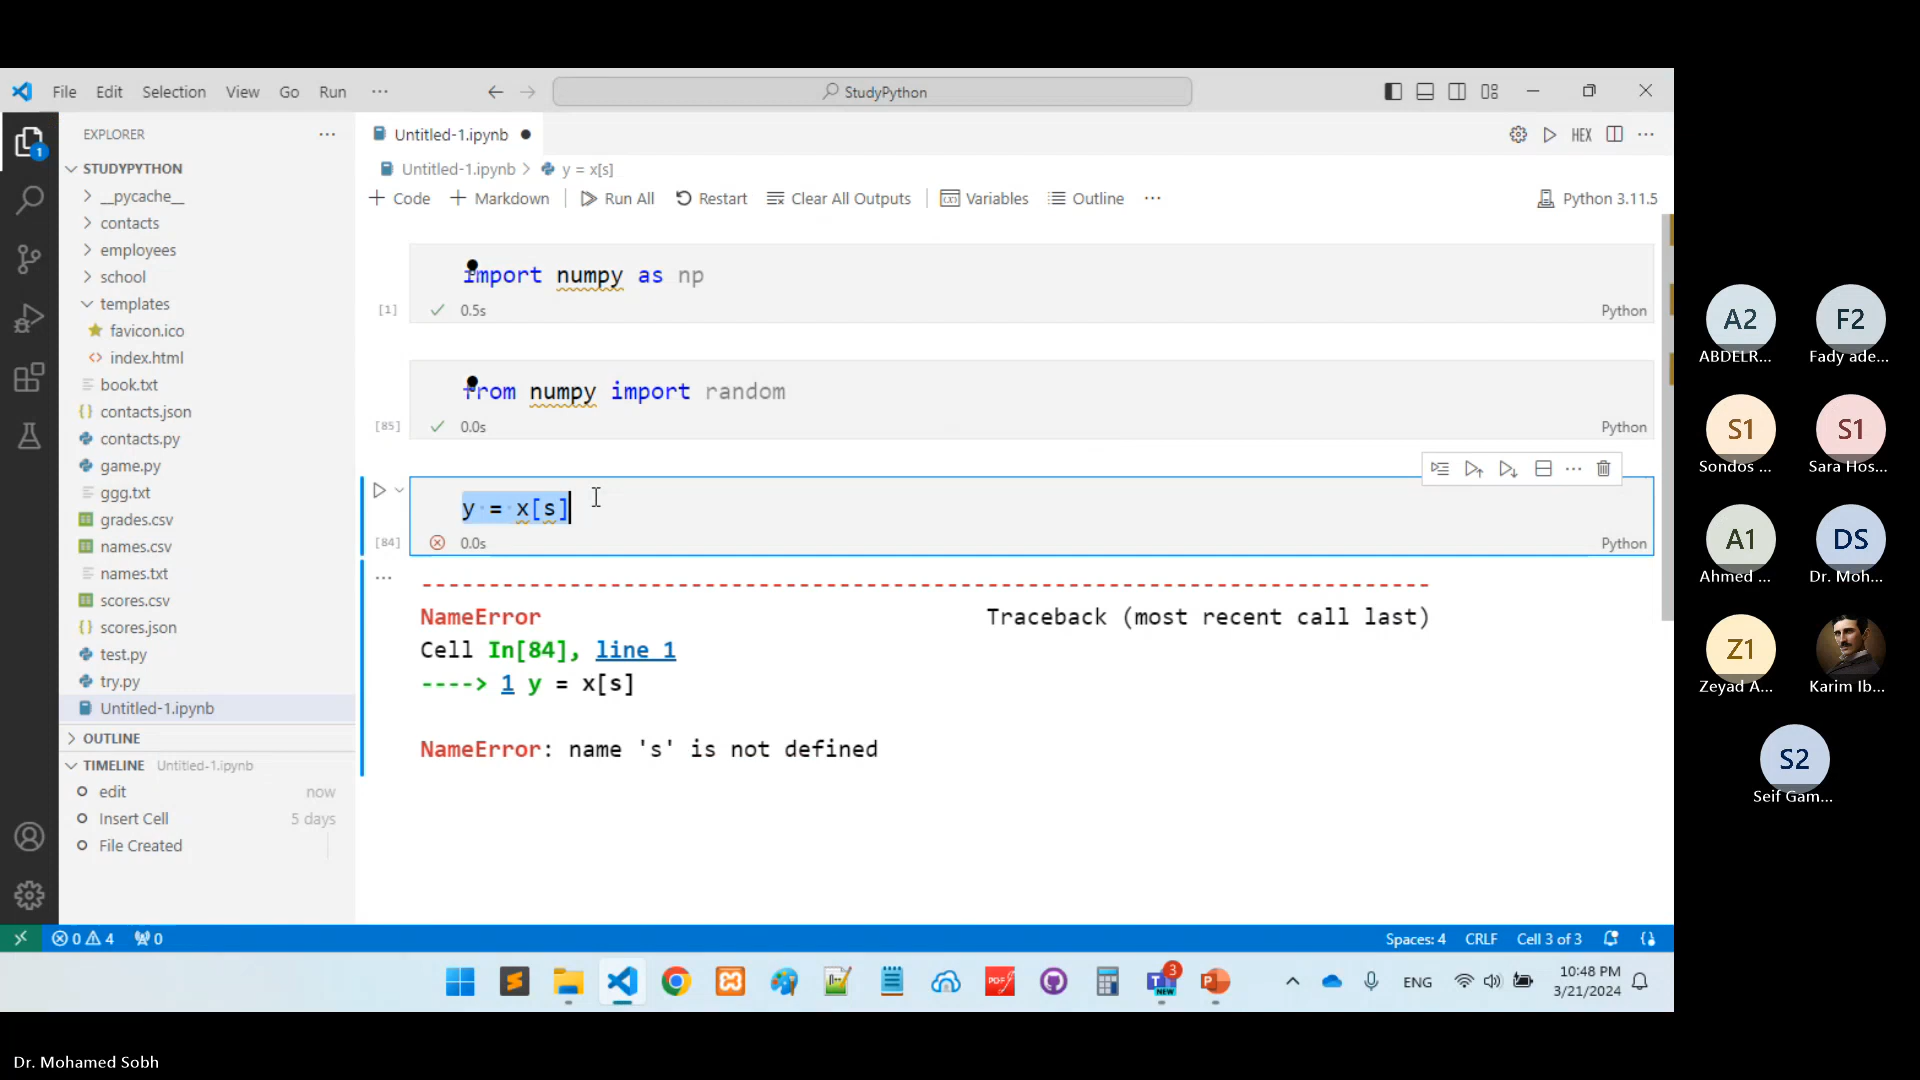 File Edit Selection View Go Run ···
StudyPython
EXPLORER ···
STUDYPYTHON
__pycache__
contacts
employees
school
templates
favicon.ico
index.html
book.txt
contacts.json
contacts.py
game.py
ggg.txt
grades.csv
names.csv
names.txt
scores.csv
scores.json
test.py
try.py
Untitled-1.ipynb
OUTLINE
TIMELINE Untitled-1.ipynb
edit now
Insert Cell 5 days
File Created
1
Untitled-1.ipynb
HEX
Untitled-1.ipynb > y = x[s]
+ Code + Markdown Run All Restart Clear All Outputs Variables Outline ···
Python 3.11.5
import numpy as np
[1] 0.5s Python
from numpy import random
[85] 0.0s Python
y = x[s]
[84] 0.0s Python
---------------------------------------------------------------------------
NameError Traceback (most recent call last)
Cell In[84], line 1
----> 1 y = x[s]
NameError: name 's' is not defined
0 4 0
Spaces: 4 CRLF Cell 3 of 3
PDF
T NEW 3
P
ENG
10:48 PM
3/21/2024
A2
ABDELR...
F2
Fady ade...
S1
Sondos ...
S1
Sara Hos...
A1
Ahmed ...
DS
Dr. Moh...
Z1
Zeyad A...
Karim Ib...
S2
Seif Gam...
Dr. Mohamed Sobh